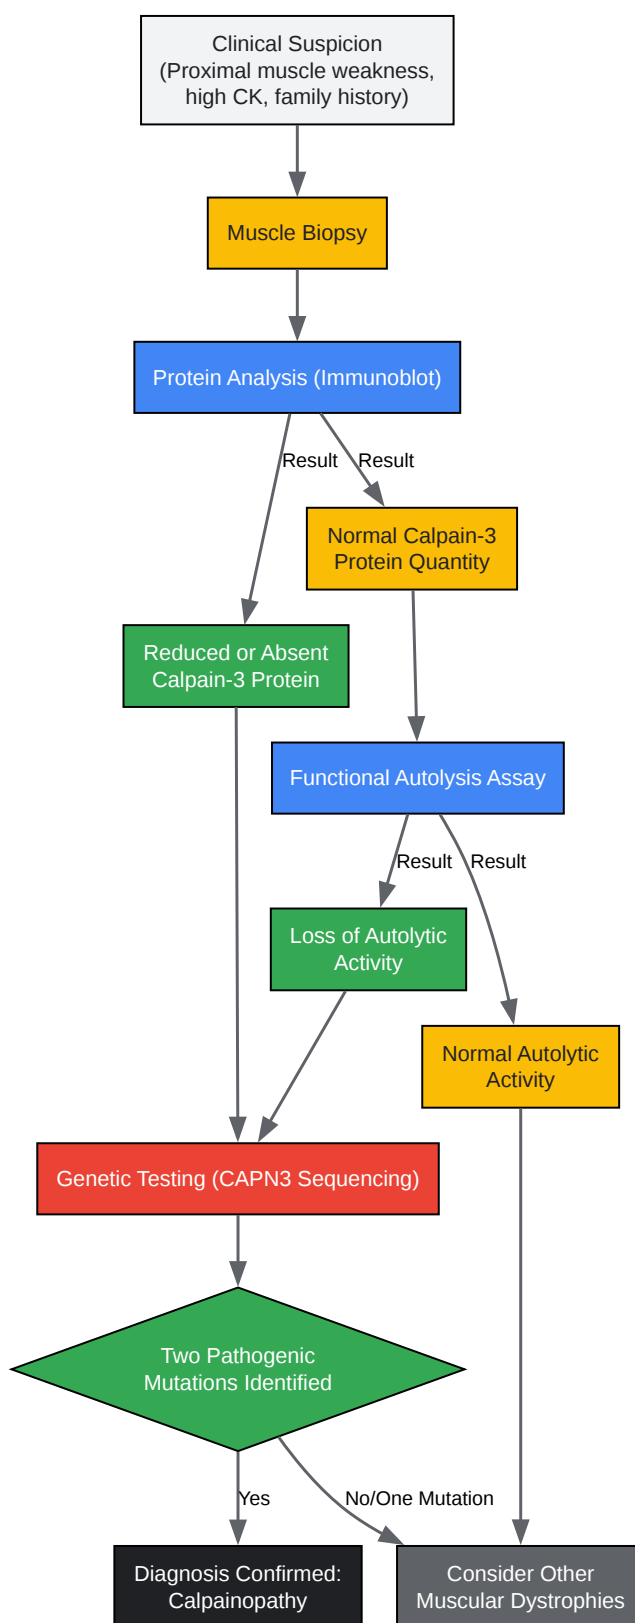 Clinical Suspicion
(Proximal muscle weakness,
high CK, family history)
Muscle Biopsy
Protein Analysis (Immunoblot)
Result
Result
Normal Calpain-3
Protein Quantity
Reduced or Absent
Calpain-3 Protein
Functional Autolysis Assay
Result
Result
Loss of Autolytic
Activity
Normal Autolytic
Activity
Genetic Testing (CAPN3 Sequencing)
Two Pathogenic
Mutations Identified
Yes
No/One Mutation
Diagnosis Confirmed:
Calpainopathy
Consider Other
Muscular Dystrophies